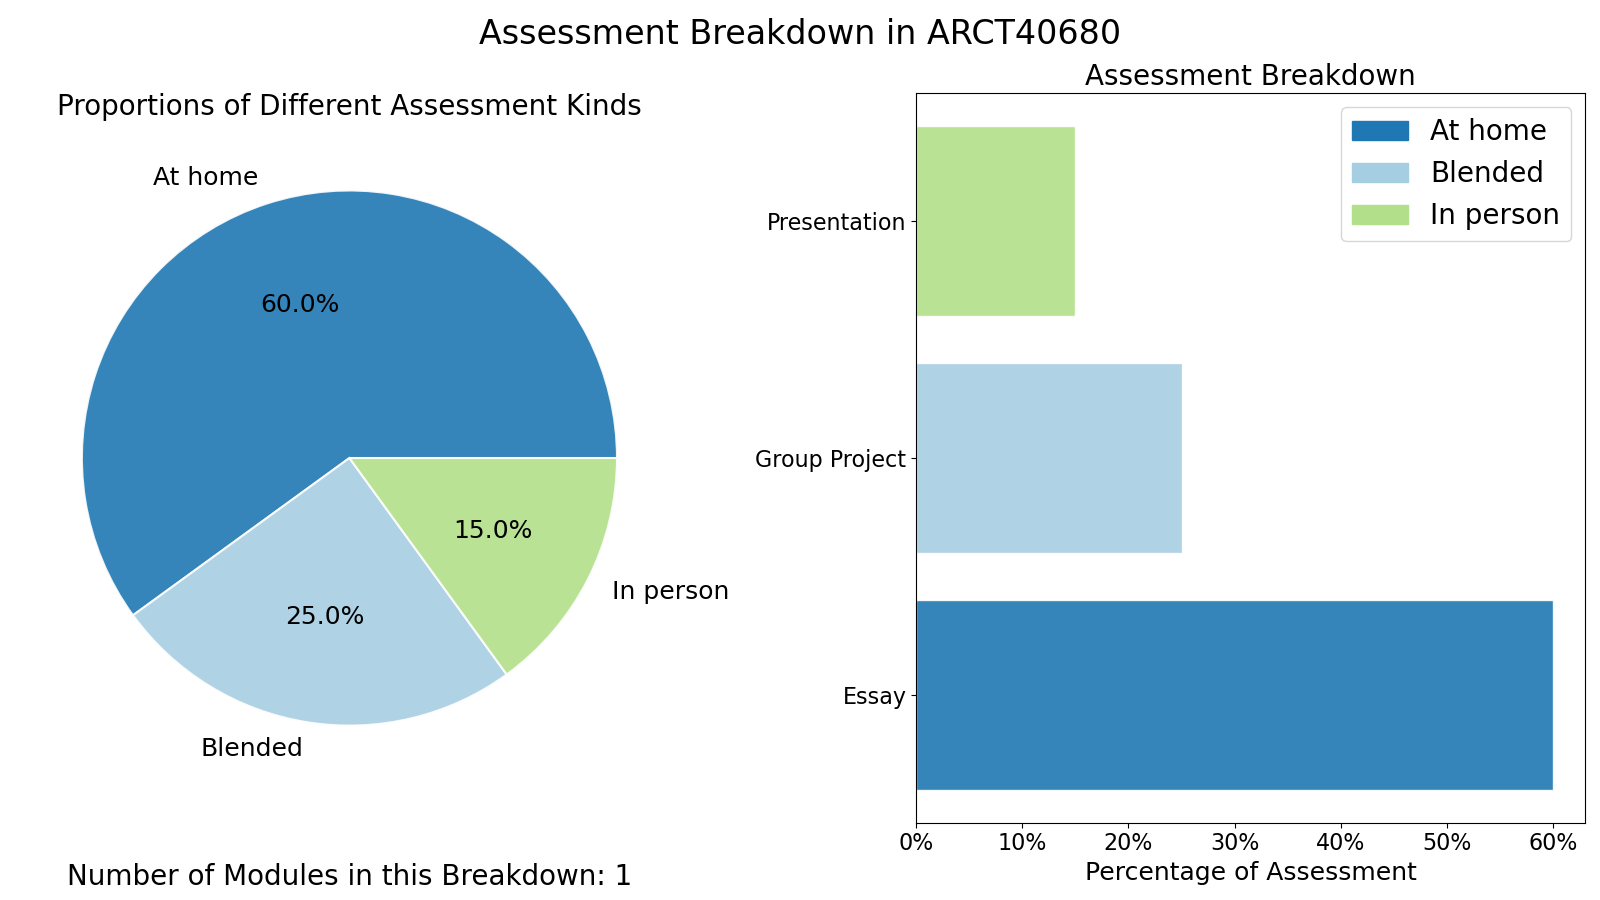 Assessment Breakdown in ARCT40680
Proportions of Different Assessment Kinds
At home
60.0%
15.0%
In person
25.0%
Blended
Number of Modules in this Breakdown: 1
Assessment Breakdown
At home
Blended
In person
Presentation
Group Project
Essay
0% 10% 20% 30% 40% 50% 60%
Percentage of Assessment